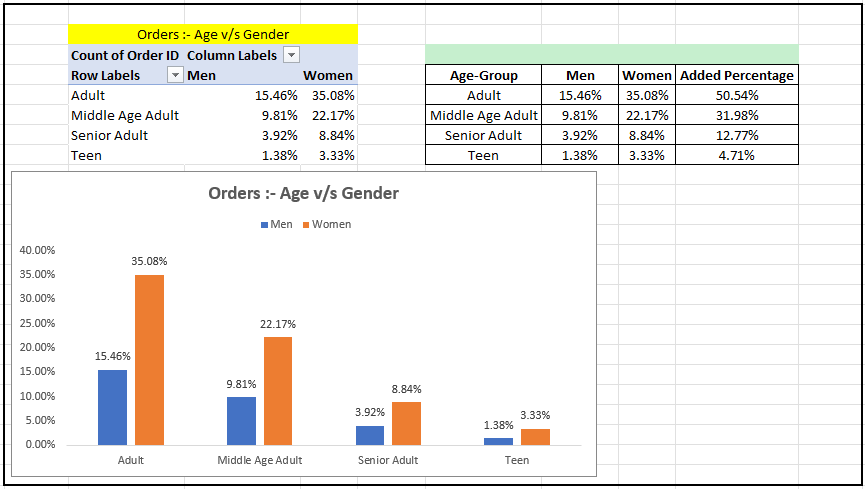 Orders :- Age v/s Gender
Count of Order ID Column Labels
Row Labels Men Women
Adult 15.46% 35.08%
Middle Age Adult 9.81% 22.17%
Senior Adult 3.92% 8.84%
Teen 1.38% 3.33%
Age-Group Men Women Added Percentage
Adult 15.46% 35.08% 50.54%
Middle Age Adult 9.81% 22.17% 31.98%
Senior Adult 3.92% 8.84% 12.77%
Teen 1.38% 3.33% 4.71%
Orders :- Age v/s Gender
Men Women
40.00%
35.00%
30.00%
25.00%
20.00%
15.00%
10.00%
5.00%
0.00%
15.46% 35.08%
9.81% 22.17%
3.92% 8.84%
1.38% 3.33%
Adult Middle Age Adult Senior Adult Teen